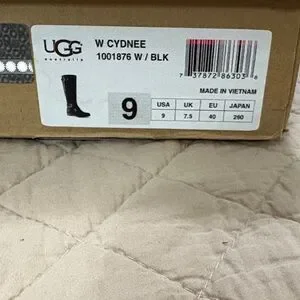 UGG
australia
W CYDNEE
1001876 W / BLK
7 37872 86303 6
MADE IN VIETNAM
9
USA UK EU JAPAN
9 7.5 40 260